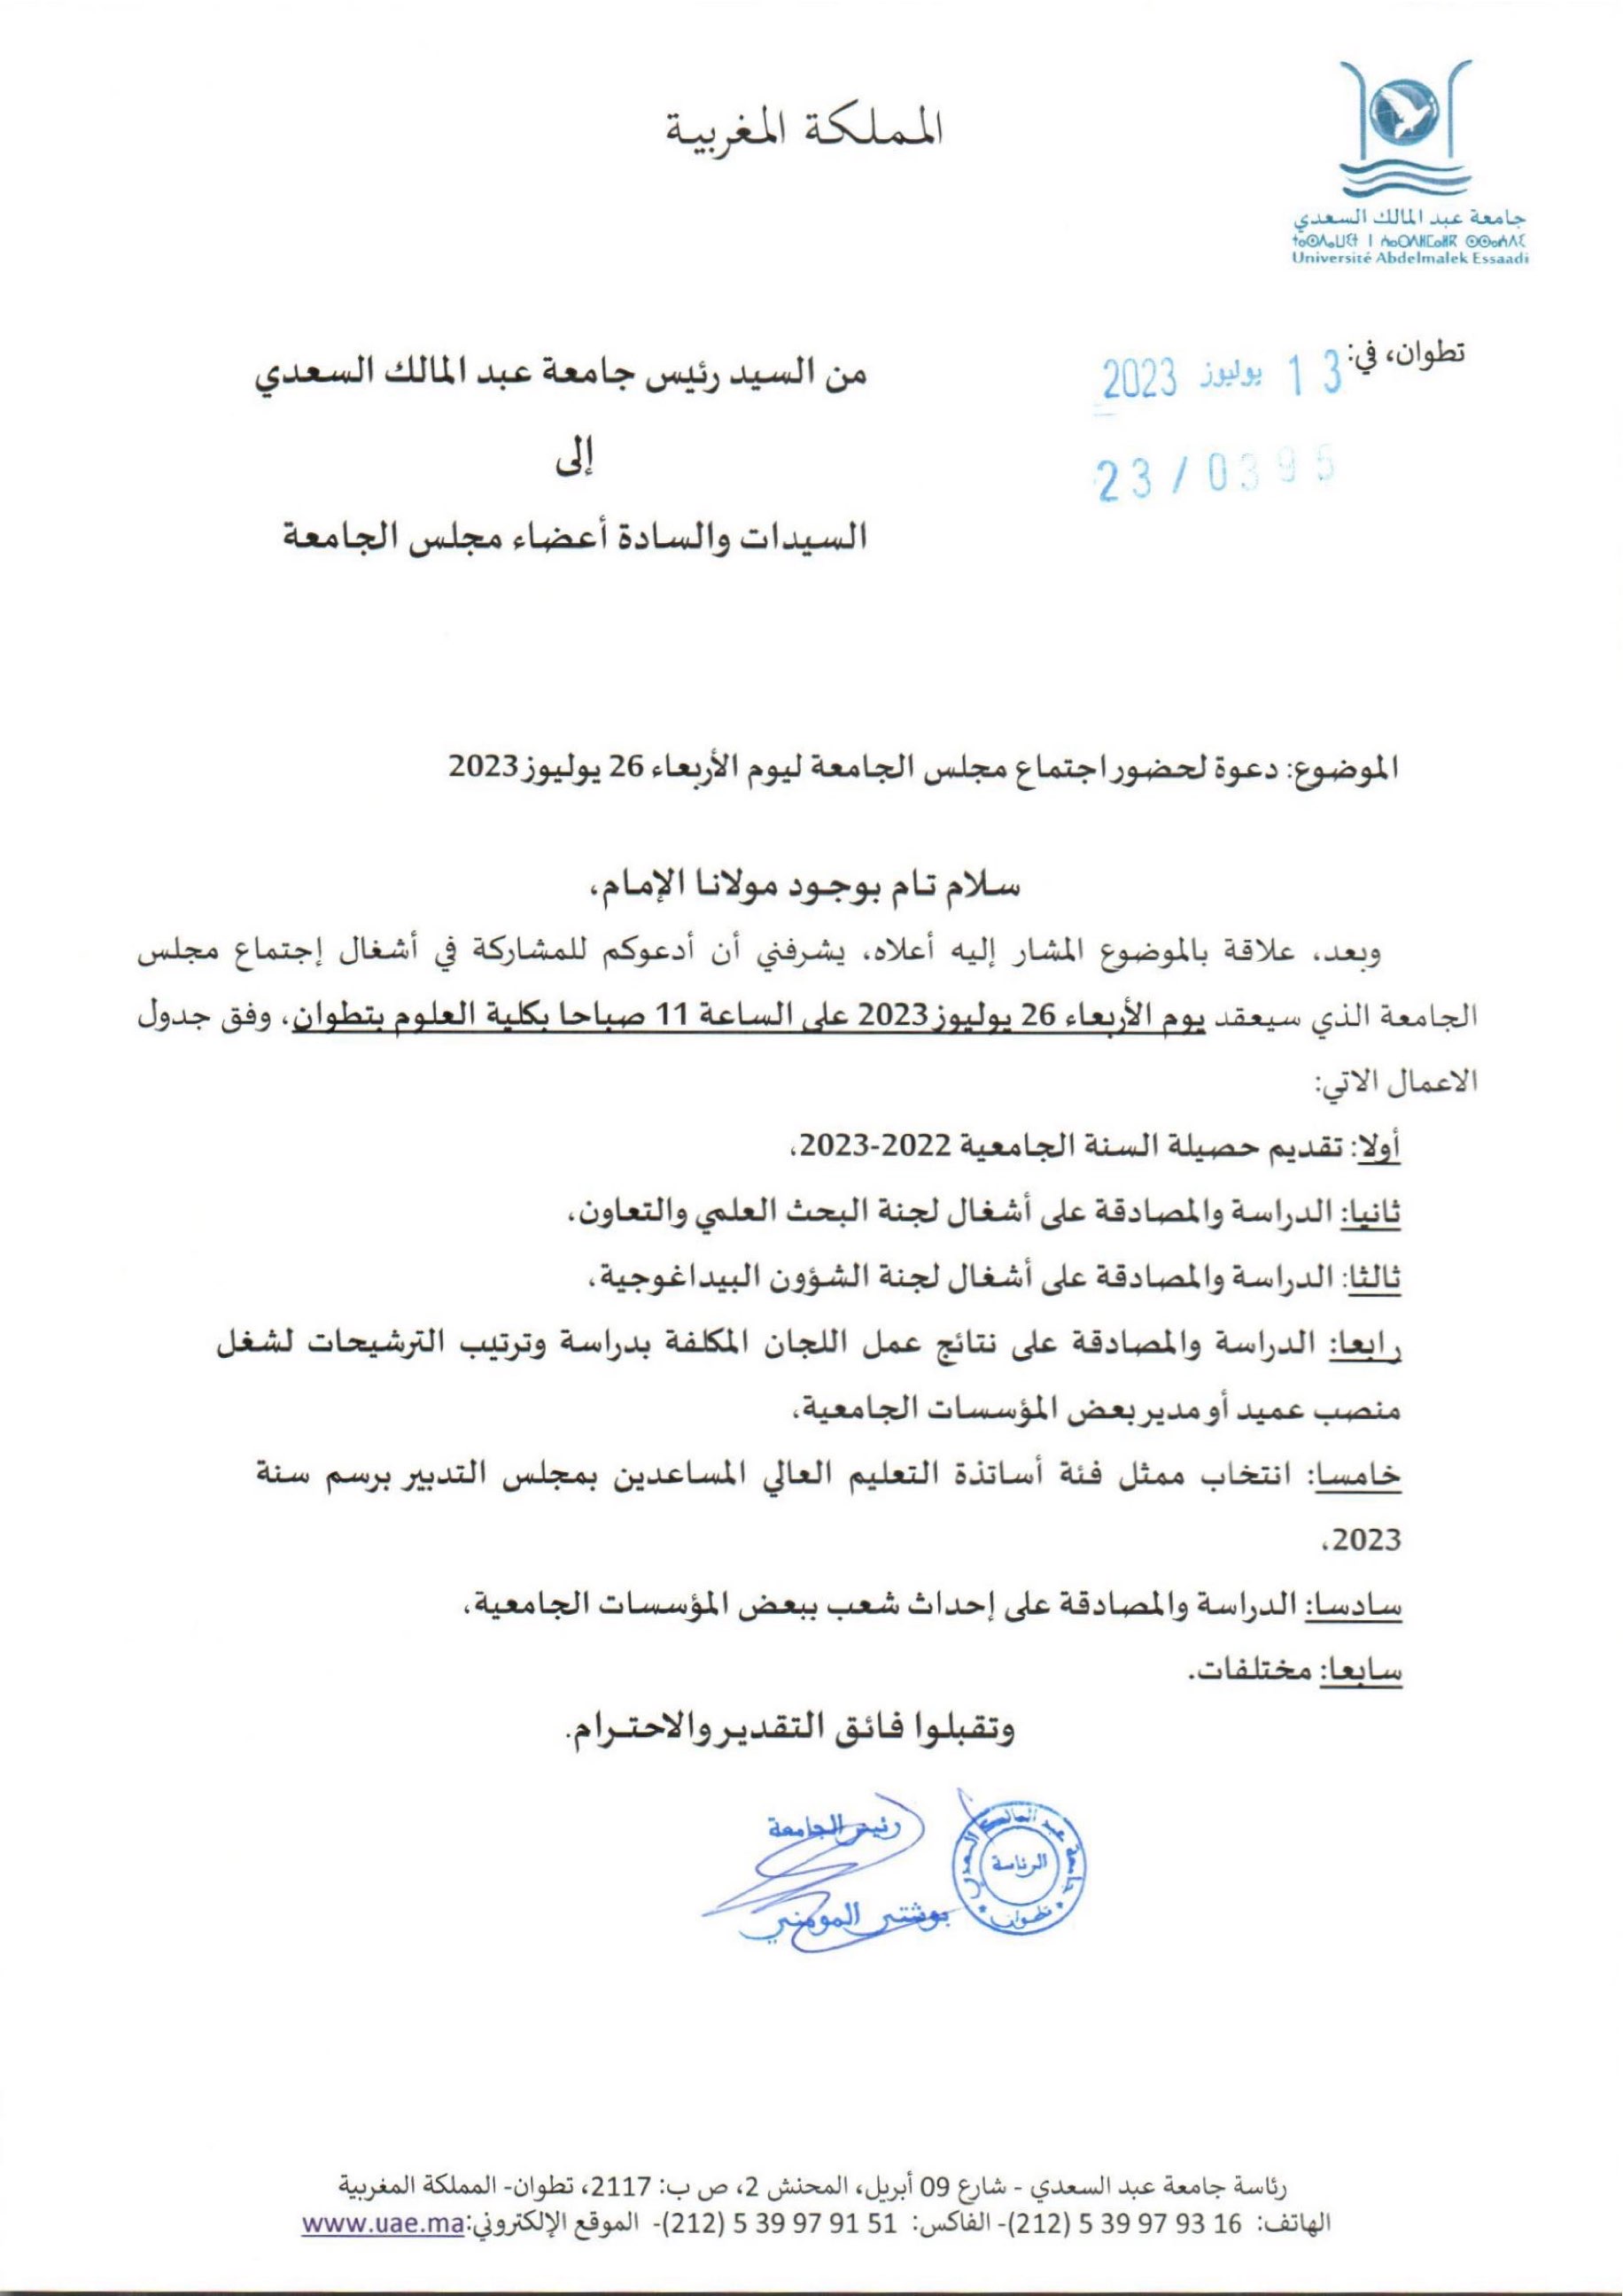 المملكة المغربية
جامعة عبد المالك السعدي
ⵜⴰⵙⴷⴰⵡⵉⵜ ⵏ ⵄⴰⴱⴷⵍⵎⴰⵍⴽ ⵙⵙⴰⵄⴷⵉ
Université Abdelmalek Essaadi
تطوان، في: 13 يوليوز 2023
23/0395
من السيد رئيس جامعة عبد المالك السعدي
إلى
السيدات والسادة أعضاء مجلس الجامعة
الموضوع: دعوة لحضور اجتماع مجلس الجامعة ليوم الأربعاء 26 يوليوز 2023
سلام تام بوجود مولانا الإمام،
وبعد، علاقة بالموضوع المشار إليه أعلاه، يشرفني أن أدعوكم للمشاركة في أشغال إجتماع مجلس
الجامعة الذي سيعقد يوم الأربعاء 26 يوليوز 2023 على الساعة 11 صباحا بكلية العلوم بتطوان، وفق جدول
الاعمال الاتي:
أولا: تقديم حصيلة السنة الجامعية 2022-2023،
ثانيا: الدراسة والمصادقة على أشغال لجنة البحث العلمي والتعاون،
ثالثا: الدراسة والمصادقة على أشغال لجنة الشؤون البيداغوجية،
رابعا: الدراسة والمصادقة على نتائج عمل اللجان المكلفة بدراسة وترتيب الترشيحات لشغل
منصب عميد أو مدير بعض المؤسسات الجامعية،
خامسا: انتخاب ممثل فئة أساتذة التعليم العالي المساعدين بمجلس التدبير برسم سنة
2023،
سادسا: الدراسة والمصادقة على إحداث شعب ببعض المؤسسات الجامعية،
سابعا: مختلفات.
وتقبلوا فائق التقدير والاحترام.
رئيس الجامعة
بوشتى المومني
جامعة عبد المالك السعدي
الرئاسة
تطوان
رئاسة جامعة عبد السعدي - شارع 09 أبريل، المحنش 2، ص ب: 2117، تطوان- المملكة المغربية
الهاتف: 16 93 97 39 5 (212)- الفاكس: 51 91 97 39 5 (212)- الموقع الإلكتروني:www.uae.ma